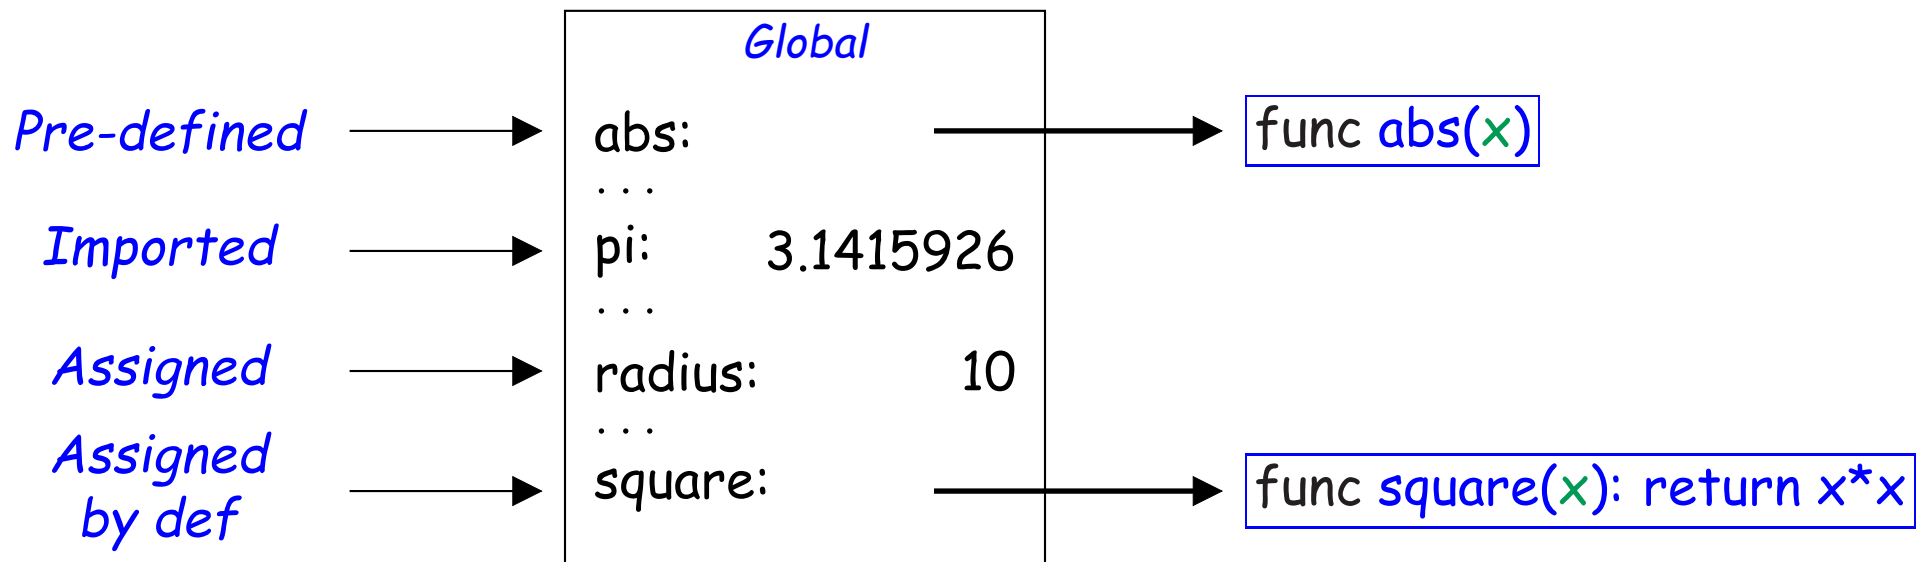 Global
Pre-defined
abs:
func abs(x)
. . .
Imported
pi: 3.1415926
. . .
Assigned
radius: 10
. . .
Assigned
by def
square:
func square(x): return x*x